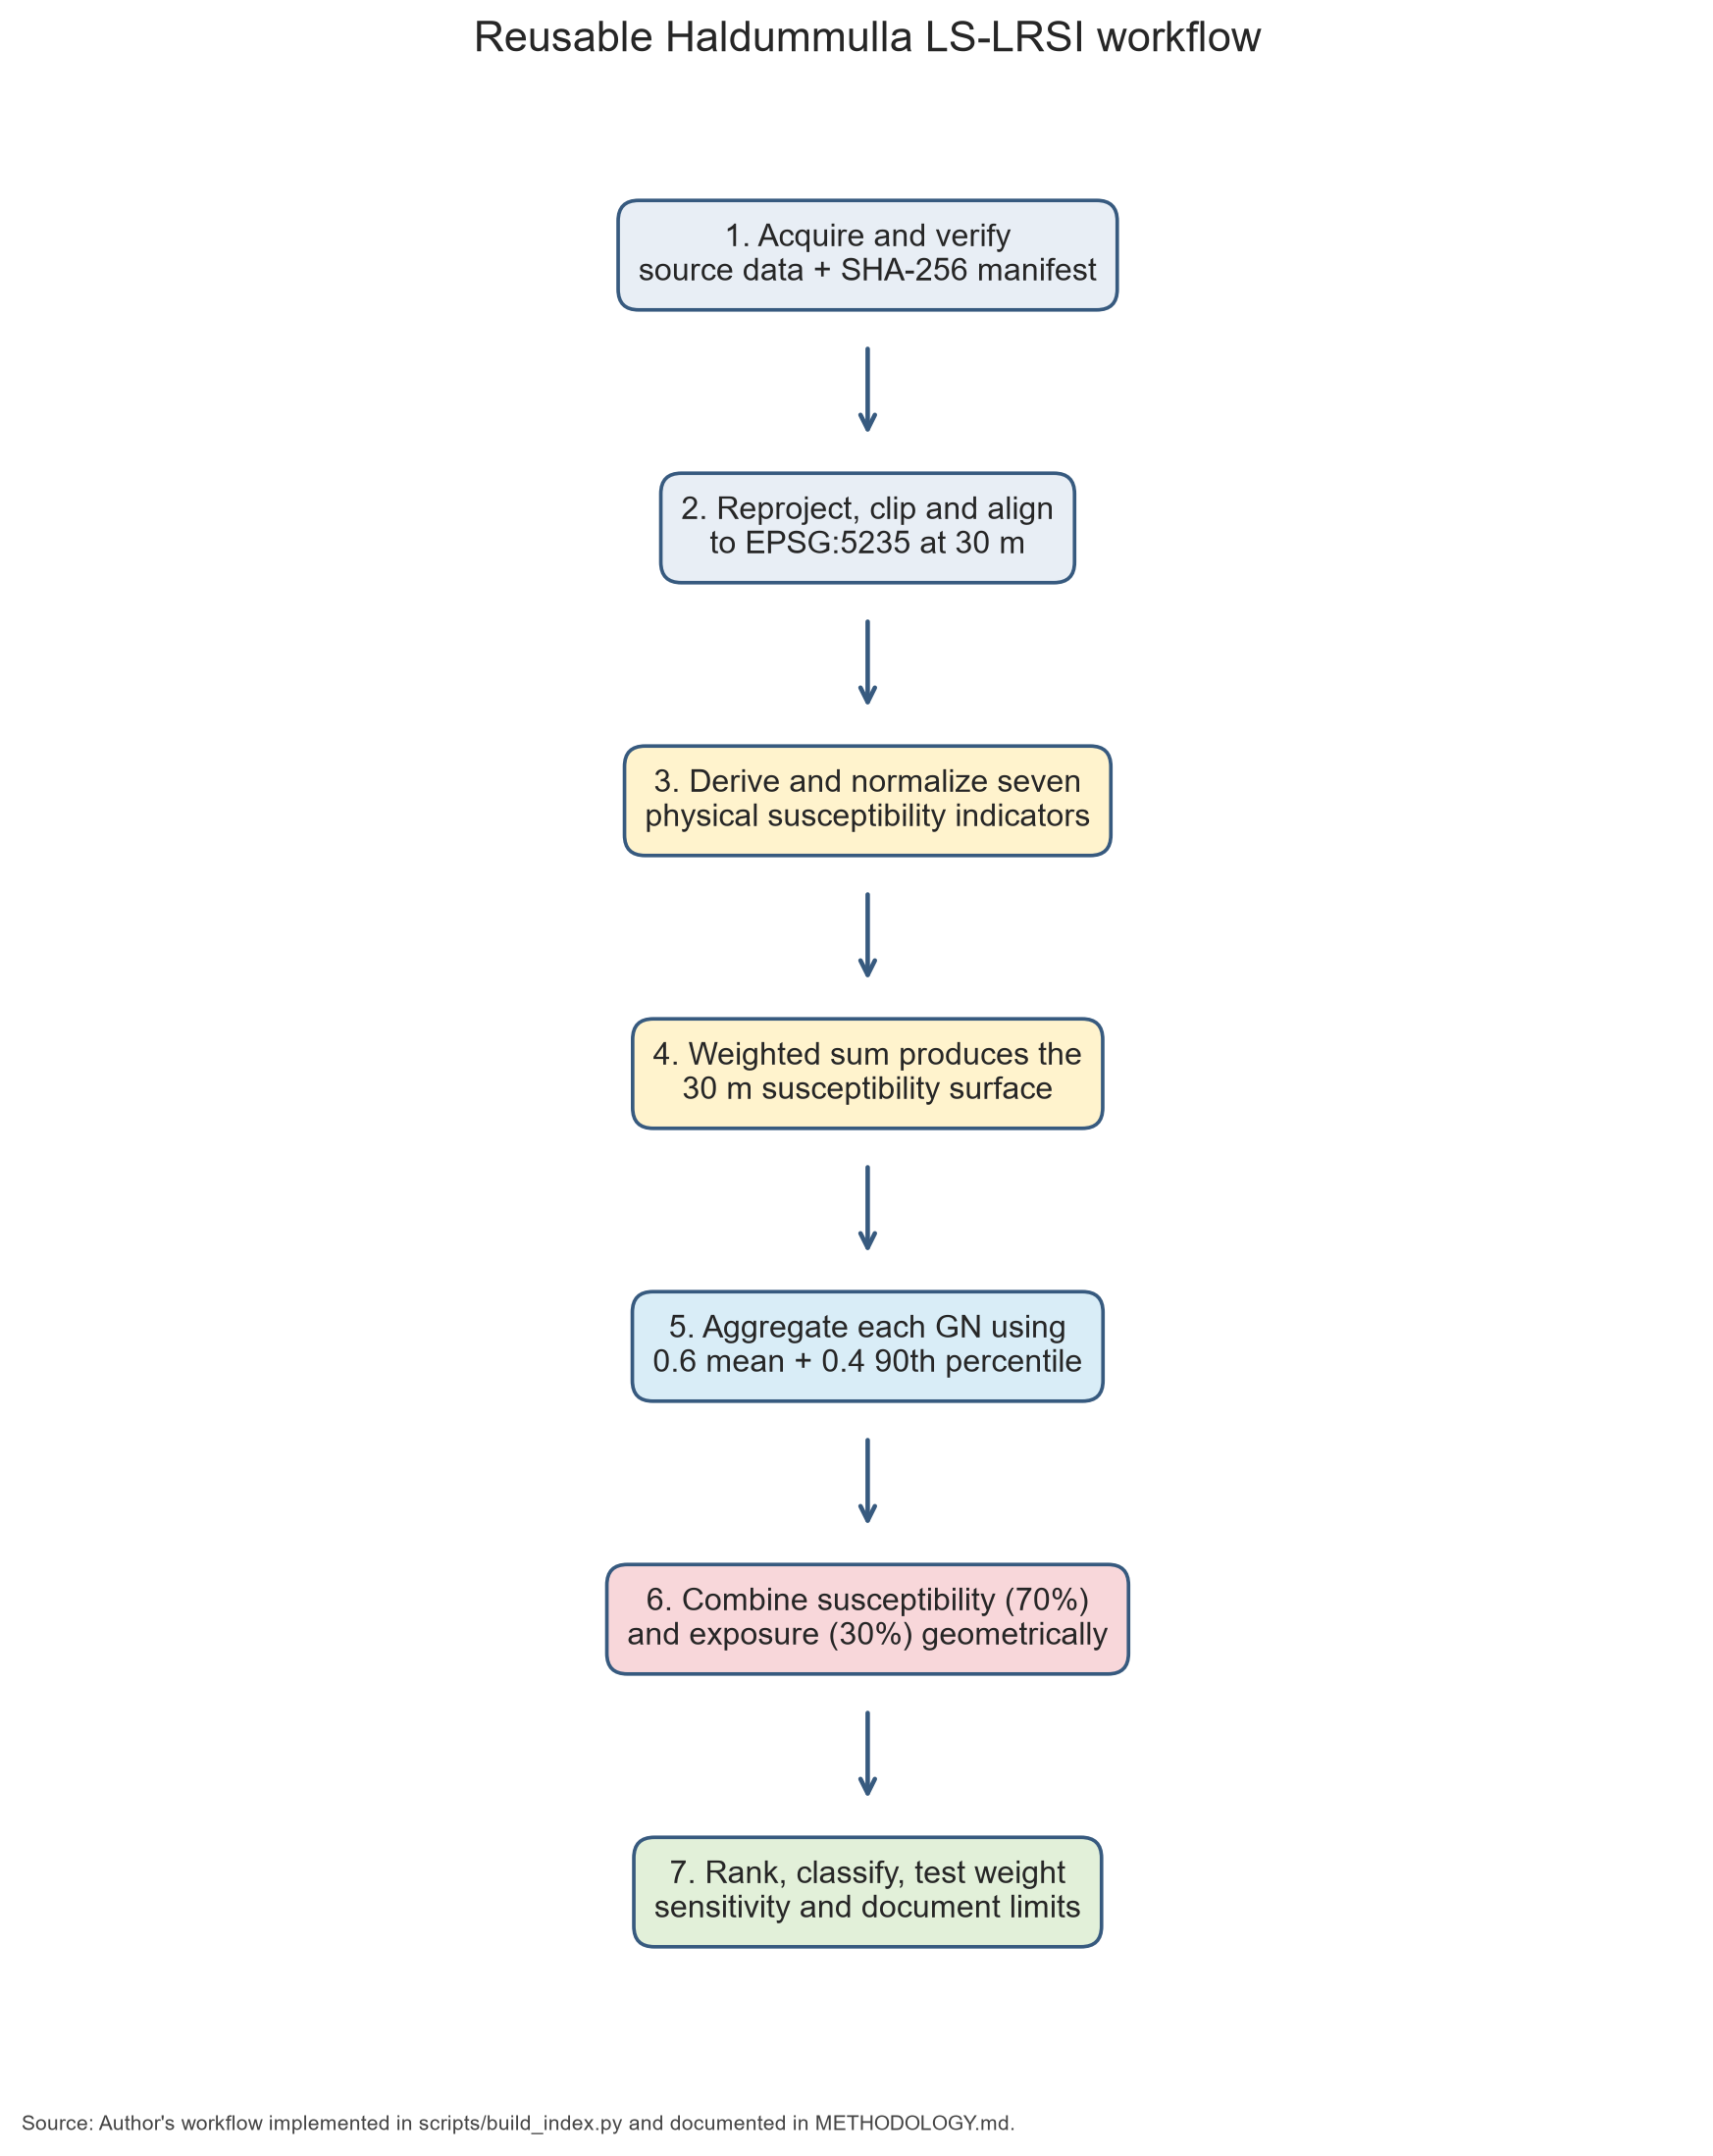 Reusable Haldummulla LS-LRSI workflow
1. Acquire and verify
source data + SHA-256 manifest
2. Reproject, clip and align
to EPSG:5235 at 30 m
3. Derive and normalize seven
physical susceptibility indicators
4. Weighted sum produces the
30 m susceptibility surface
5. Aggregate each GN using
0.6 mean + 0.4 90th percentile
6. Combine susceptibility (70%)
and exposure (30%) geometrically
7. Rank, classify, test weight
sensitivity and document limits
Source: Author's workflow implemented in scripts/build_index.py and documented in METHODOLOGY.md.